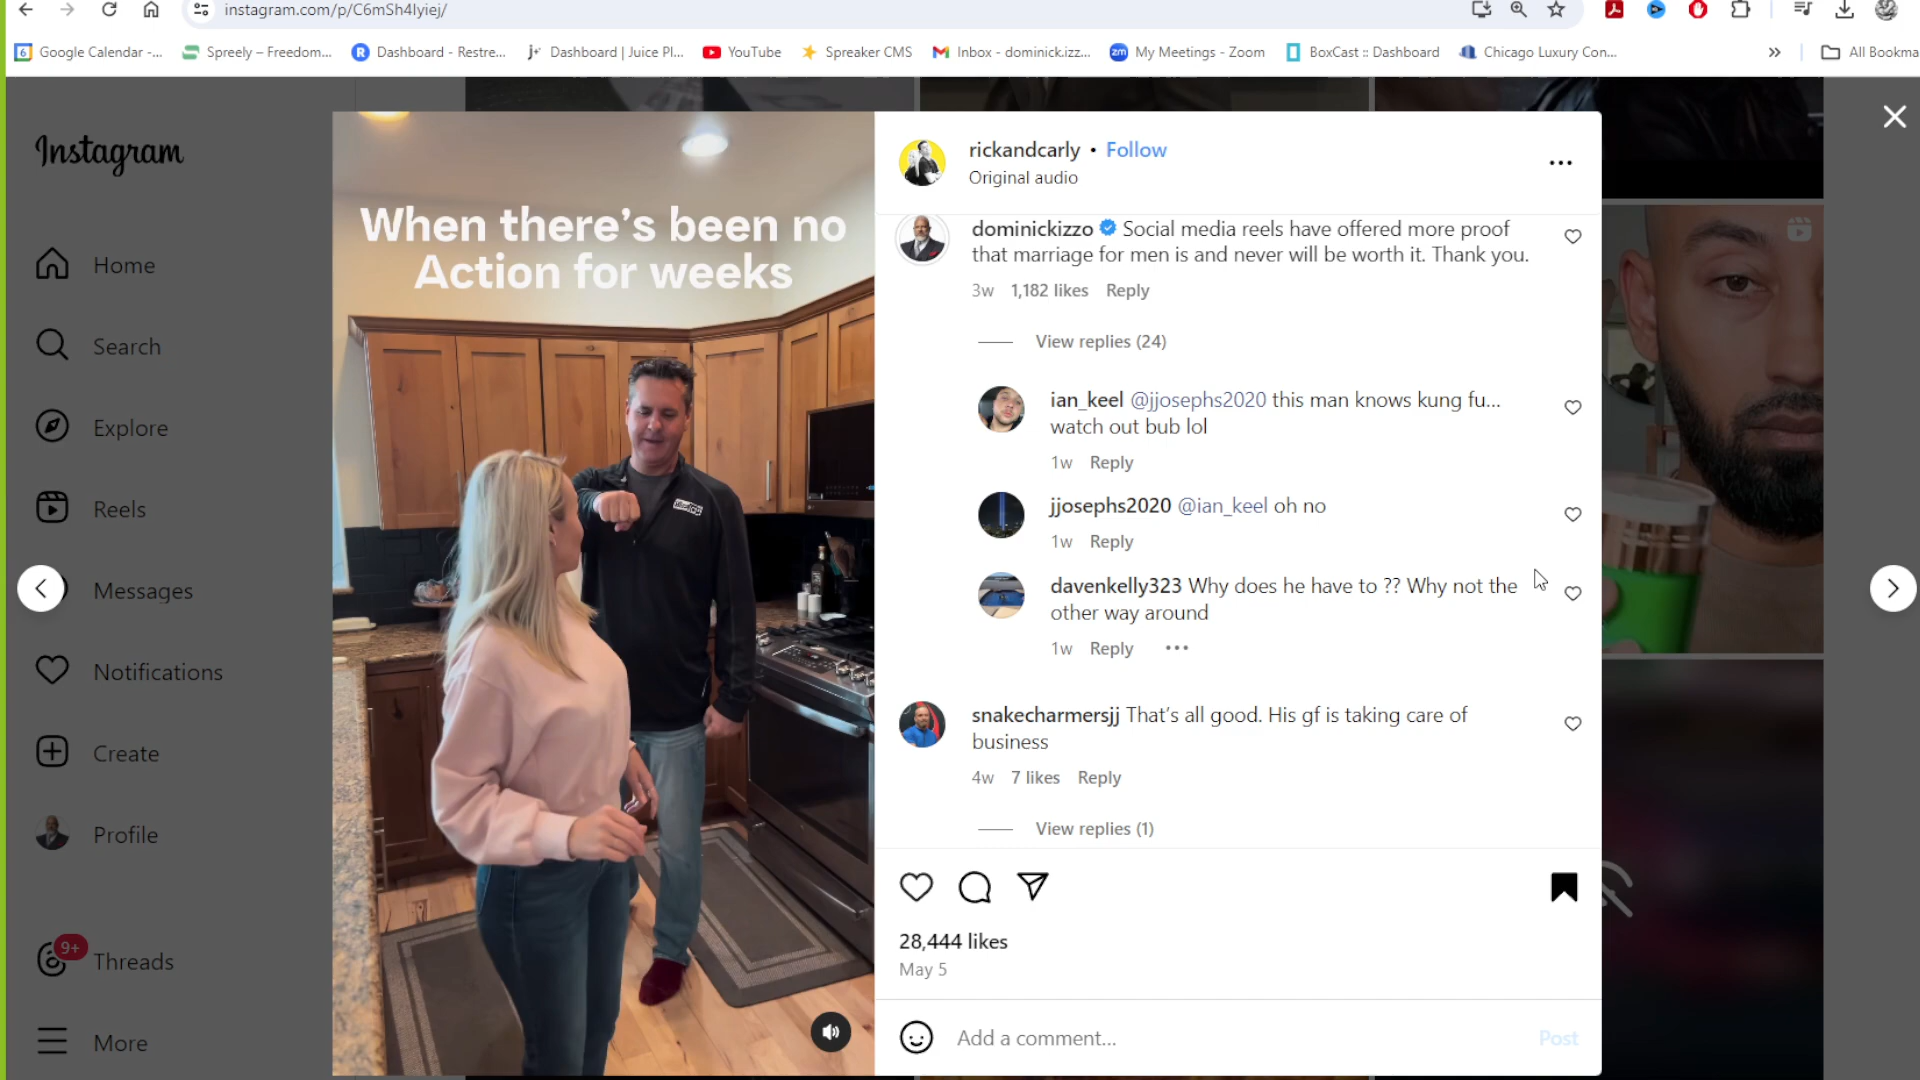 instagram.com/p/C6mSh4Iyiej/
Google Calendar -...
Spreely – Freedom...
Dashboard - Restre...
Dashboard | Juice Pl...
YouTube
Spreaker CMS
Inbox - dominick.izz...
My Meetings - Zoom
BoxCast :: Dashboard
Chicago Luxury Con...
All Bookma
Instagram
Home
Search
Explore
Reels
Messages
Notifications
Create
Profile
9+
Threads
More
When there's been no
Action for weeks
rickandcarly • Follow
Original audio
dominickizzo Social media reels have offered more proof
that marriage for men is and never will be worth it. Thank you.
3w 1,182 likes Reply
View replies (24)
ian_keel @jjosephs2020 this man knows kung fu...
watch out bub lol
1w Reply
jjosephs2020 @ian_keel oh no
1w Reply
davenkelly323 Why does he have to ?? Why not the
other way around
1w Reply
snakecharmersjj That's all good. His gf is taking care of
business
4w 7 likes Reply
View replies (1)
28,444 likes
May 5
Add a comment...
Post